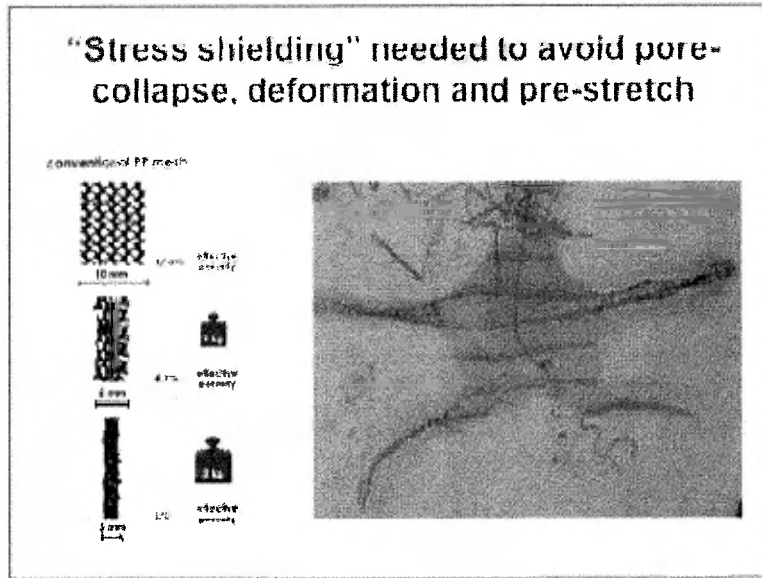 "Stress shielding" needed to avoid pore-
collapse, deformation and pre-stretch
conventional PP mesh
effective
porosity
10 mm
effective
porosity
effective
porosity